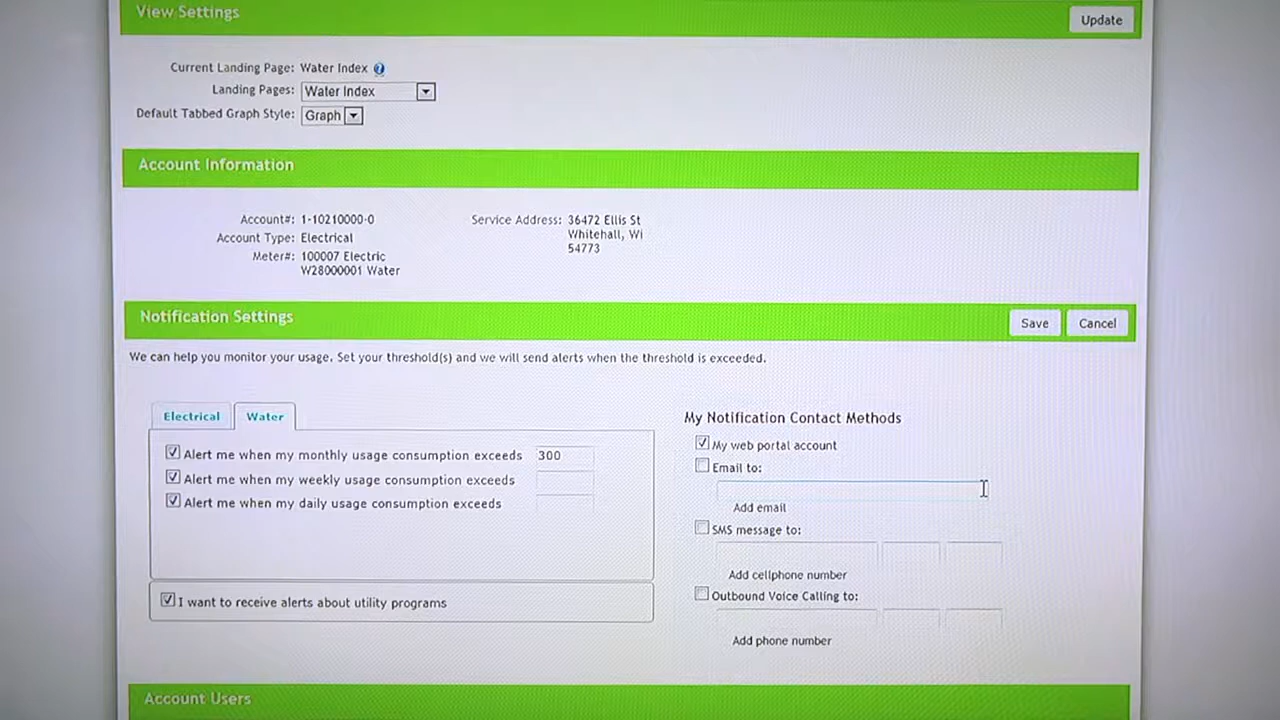 View Settings
Update
Current Landing Page: Water Index ?
Landing Pages: Water Index
Default Tabbed Graph Style: Graph
Account Information
Account#: 1-10210000-0
Account Type: Electrical
Meter#: 100007 Electric
W28000001 Water
Service Address: 36472 Ellis St
Whitehall, Wi
54773
Notification Settings
Save
Cancel
We can help you monitor your usage. Set your threshold(s) and we will send alerts when the threshold is exceeded.
Electrical
Water
Alert me when my monthly usage consumption exceeds 300
Alert me when my weekly usage consumption exceeds
Alert me when my daily usage consumption exceeds
I want to receive alerts about utility programs
My Notification Contact Methods
My web portal account
Email to:
Add email
SMS message to:
Add cellphone number
Outbound Voice Calling to:
Add phone number
Account Users